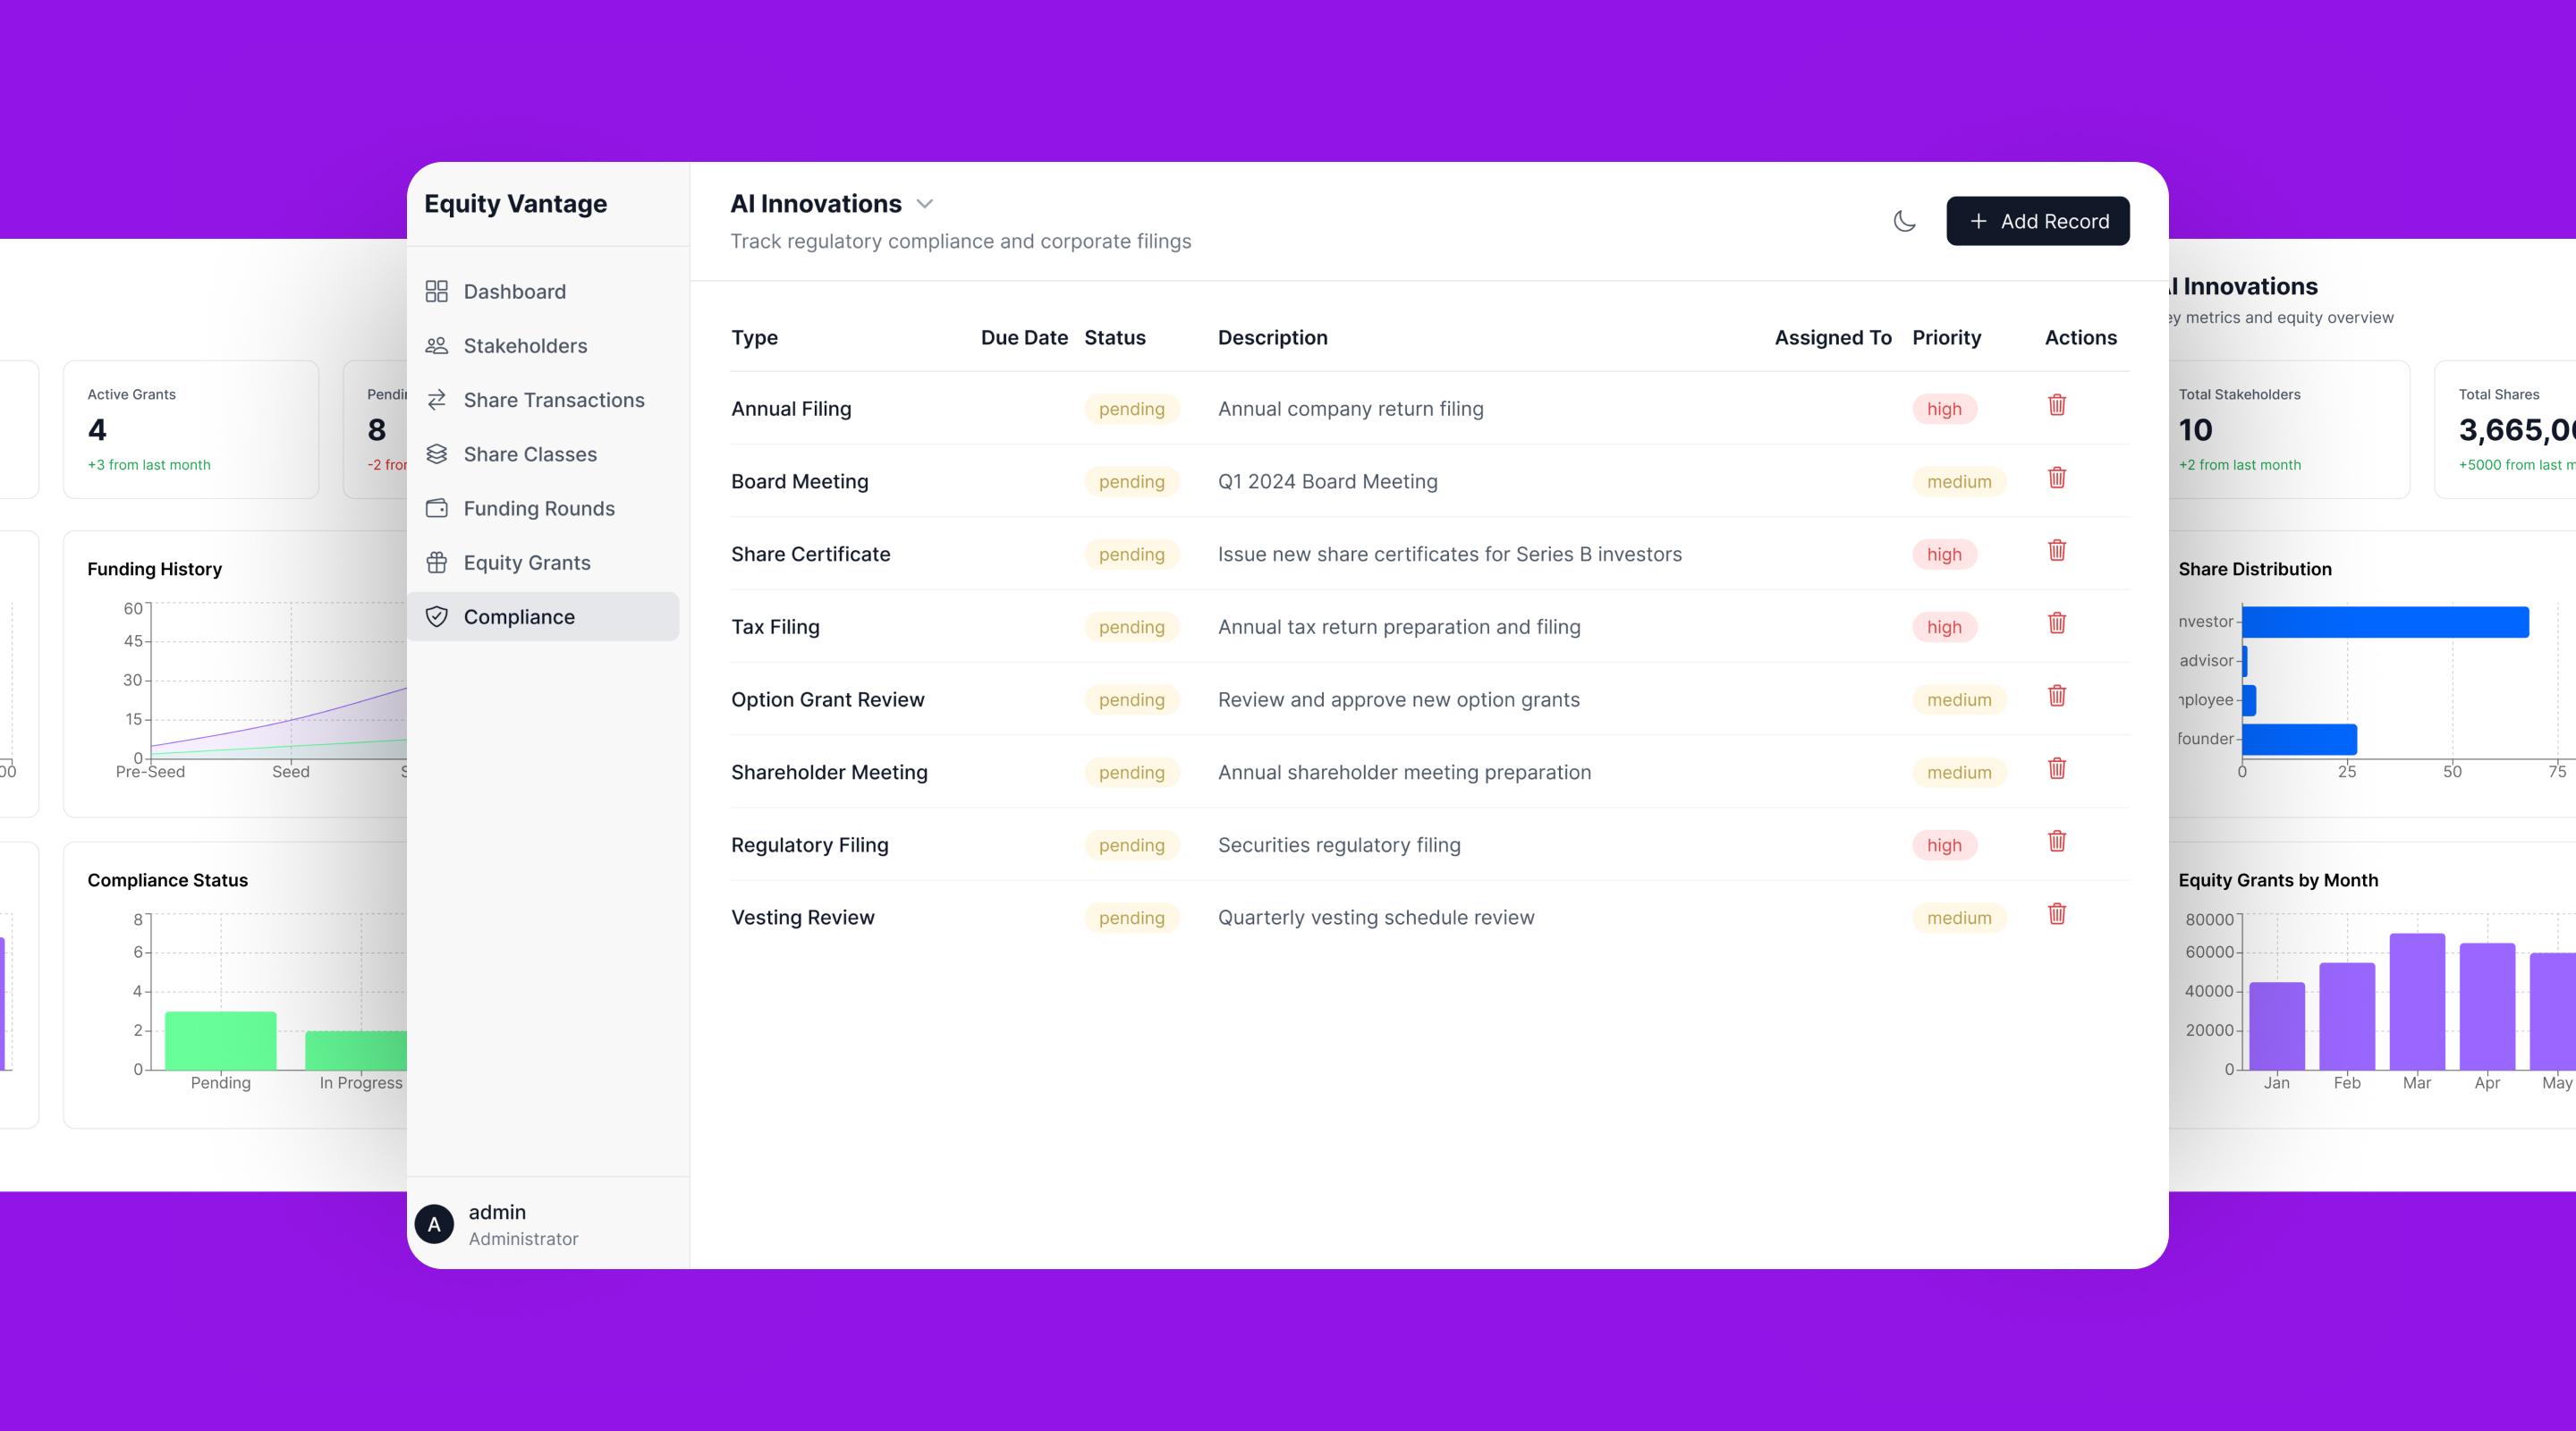 Equity Vantage
Dashboard
Stakeholders
Share Transactions
Share Classes
Funding Rounds
Equity Grants
Compliance
A
admin
Administrator
AI Innovations
Track regulatory compliance and corporate filings
+ Add Record
Type Due Date Status Description Assigned To Priority Actions
Annual Filing pending Annual company return filing high
Board Meeting pending Q1 2024 Board Meeting medium
Share Certificate pending Issue new share certificates for Series B investors high
Tax Filing pending Annual tax return preparation and filing high
Option Grant Review pending Review and approve new option grants medium
Shareholder Meeting pending Annual shareholder meeting preparation medium
Regulatory Filing pending Securities regulatory filing high
Vesting Review pending Quarterly vesting schedule review medium
Active Grants
4
+3 from last month
8
-2
Funding History
60
45
30
15
0
Pre-Seed Seed
Compliance Status
8
6
4
2
0
Pending In Progress
Innovations
metrics and equity overview
Total Stakeholders
10
+2 from last month
Total Shares
+5000 from last
Share Distribution
advisor
founder
0 25 50 75
Equity Grants by Month
80000
60000
40000
20000
0
Jan Feb Mar Apr May